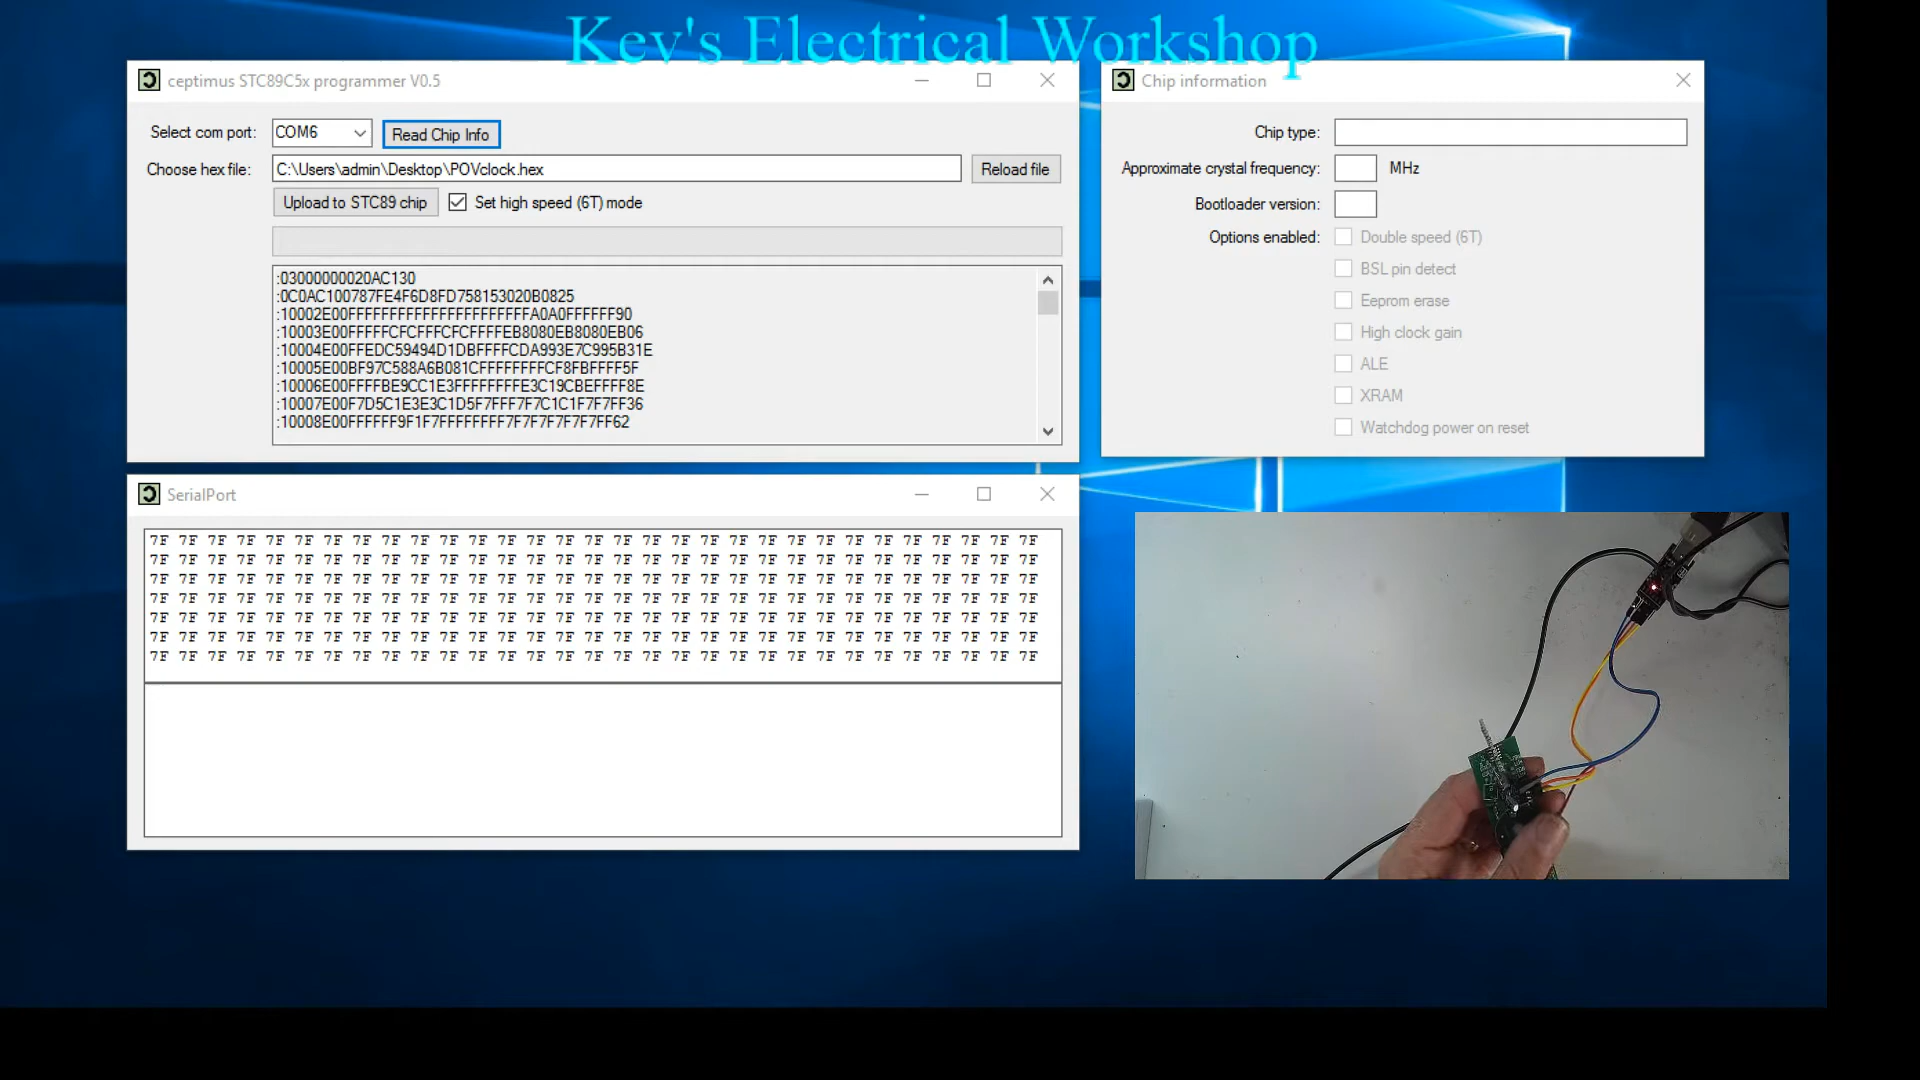 Kev's Electrical Workshop
ceptimus STC89C5x programmer V0.5
Select com port:
COM6
Read Chip Info
Choose hex file:
C:\Users\admin\Desktop\POVclock.hex
Reload file
Upload to STC89 chip
Set high speed (6T) mode
:03000000020AC130
:0C0AC100787FE4F6D8FD758153020B0825
:10002E00FFFFFFFFFFFFFFFFFFFFFFA0A0FFFFFF90
:10003E00FFFFFCFCFFFCFCFFFFEB8080EB8080EB06
:10004E00FFEDC59494D1DBFFFFCDA993E7C995B31E
:10005E00BF97C588A6B081CFFFFFFFFCF8FBFFFF5F
:10006E00FFFFBE9CC1E3FFFFFFFFE3C19CBEFFFF8E
:10007E00F7D5C1E3E3C1D5F7FFF7F7C1C1F7F7FF36
:10008E00FFFFFF9F1F7FFFFFFFF7F7F7F7F7F7FF62
Chip information
Chip type:
Approximate crystal frequency:
MHz
Bootloader version:
Options enabled:
Double speed (6T)
BSL pin detect
Eeprom erase
High clock gain
ALE
XRAM
Watchdog power on reset
SerialPort
7F 7F 7F 7F 7F 7F 7F 7F 7F 7F 7F 7F 7F 7F 7F 7F 7F 7F 7F 7F 7F 7F 7F 7F 7F 7F 7F 7F 7F 7F 7F
7F 7F 7F 7F 7F 7F 7F 7F 7F 7F 7F 7F 7F 7F 7F 7F 7F 7F 7F 7F 7F 7F 7F 7F 7F 7F 7F 7F 7F 7F 7F
7F 7F 7F 7F 7F 7F 7F 7F 7F 7F 7F 7F 7F 7F 7F 7F 7F 7F 7F 7F 7F 7F 7F 7F 7F 7F 7F 7F 7F 7F 7F
7F 7F 7F 7F 7F 7F 7F 7F 7F 7F 7F 7F 7F 7F 7F 7F 7F 7F 7F 7F 7F 7F 7F 7F 7F 7F 7F 7F 7F 7F 7F
7F 7F 7F 7F 7F 7F 7F 7F 7F 7F 7F 7F 7F 7F 7F 7F 7F 7F 7F 7F 7F 7F 7F 7F 7F 7F 7F 7F 7F 7F 7F
7F 7F 7F 7F 7F 7F 7F 7F 7F 7F 7F 7F 7F 7F 7F 7F 7F 7F 7F 7F 7F 7F 7F 7F 7F 7F 7F 7F 7F 7F 7F
7F 7F 7F 7F 7F 7F 7F 7F 7F 7F 7F 7F 7F 7F 7F 7F 7F 7F 7F 7F 7F 7F 7F 7F 7F 7F 7F 7F 7F 7F 7F